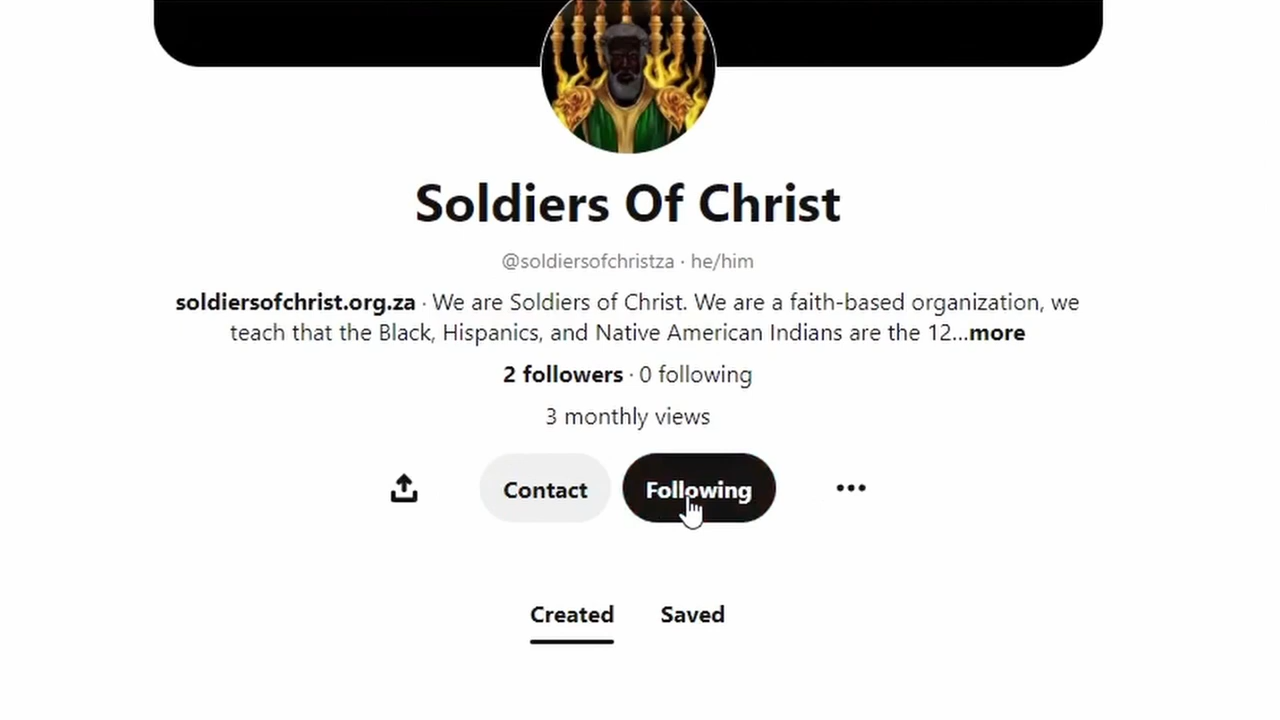 Soldiers Of Christ
@soldiersofchristza · he/him
soldiersofchrist.org.za · We are Soldiers of Christ. We are a faith-based organization, we
teach that the Black, Hispanics, and Native American Indians are the 12...more
2 followers · 0 following
3 monthly views
Contact Following
Created Saved